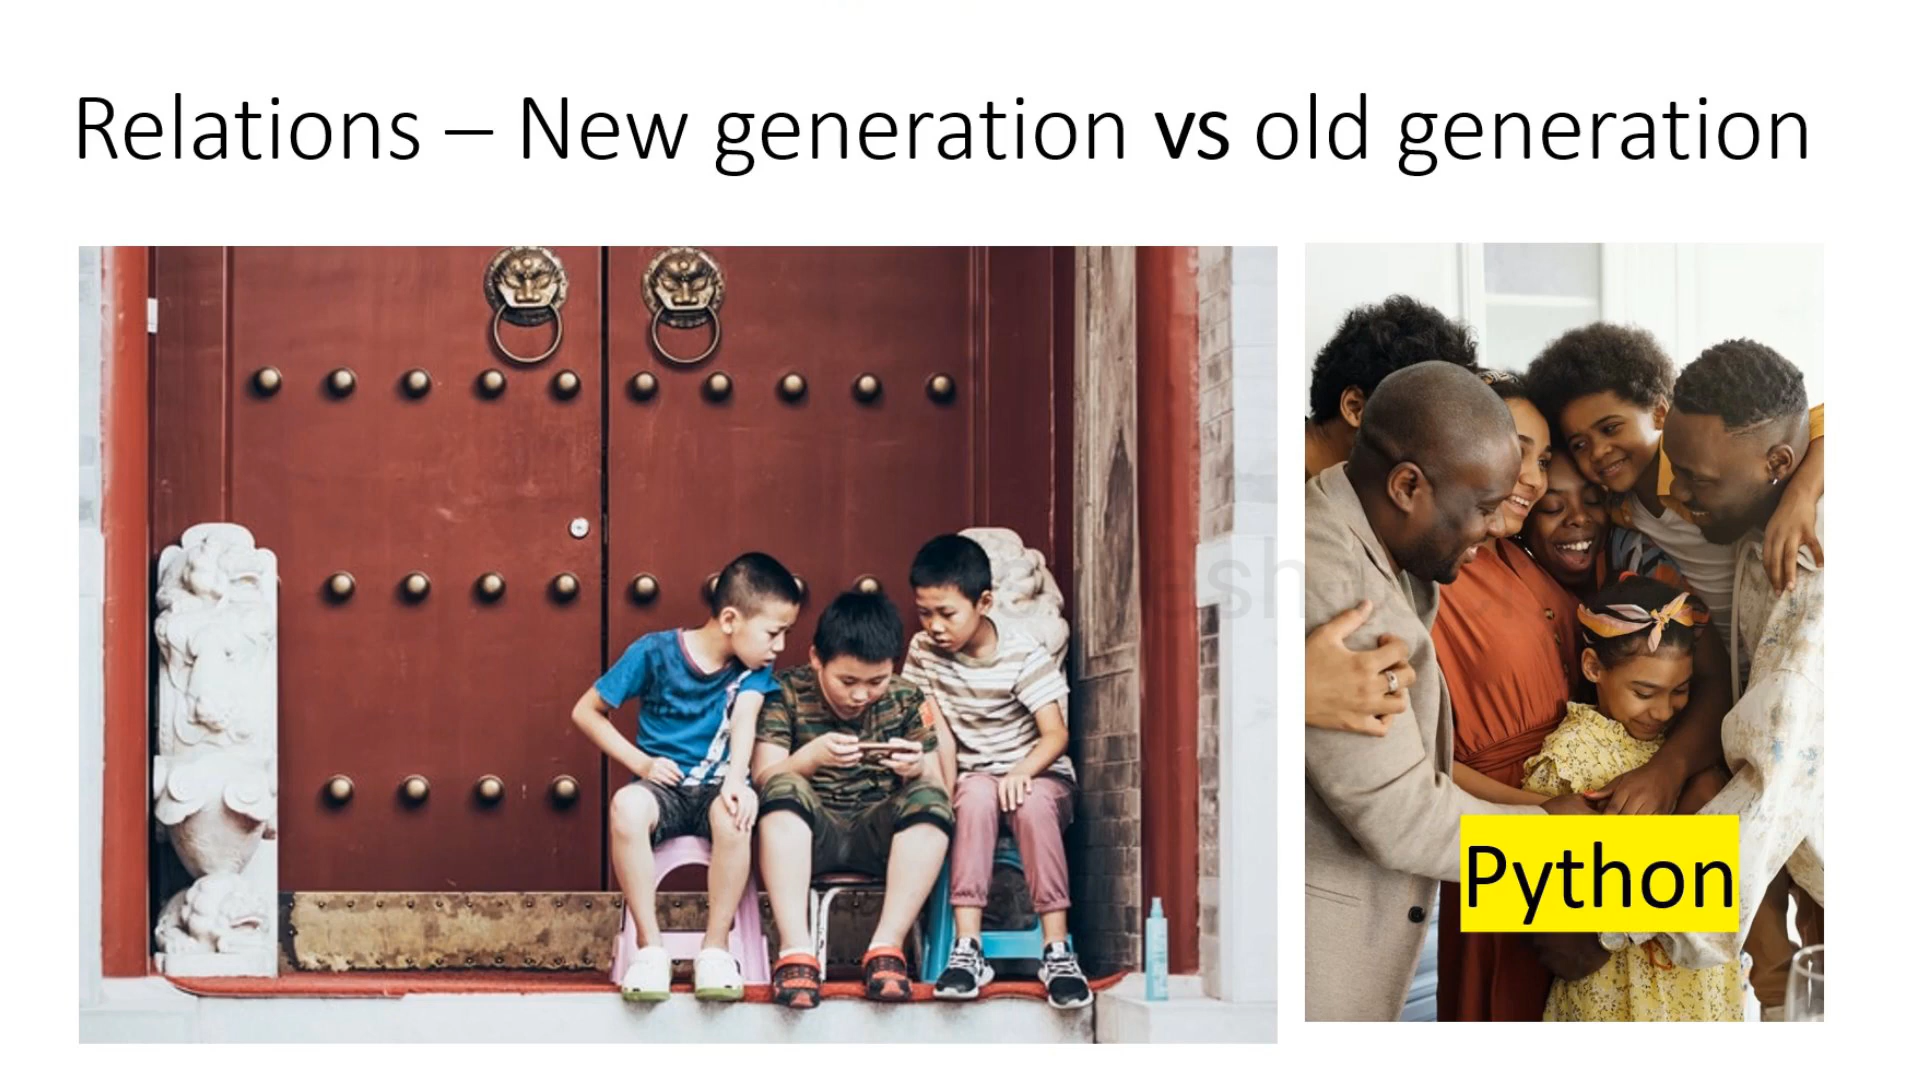 Relations – New generation vs old generation
Python